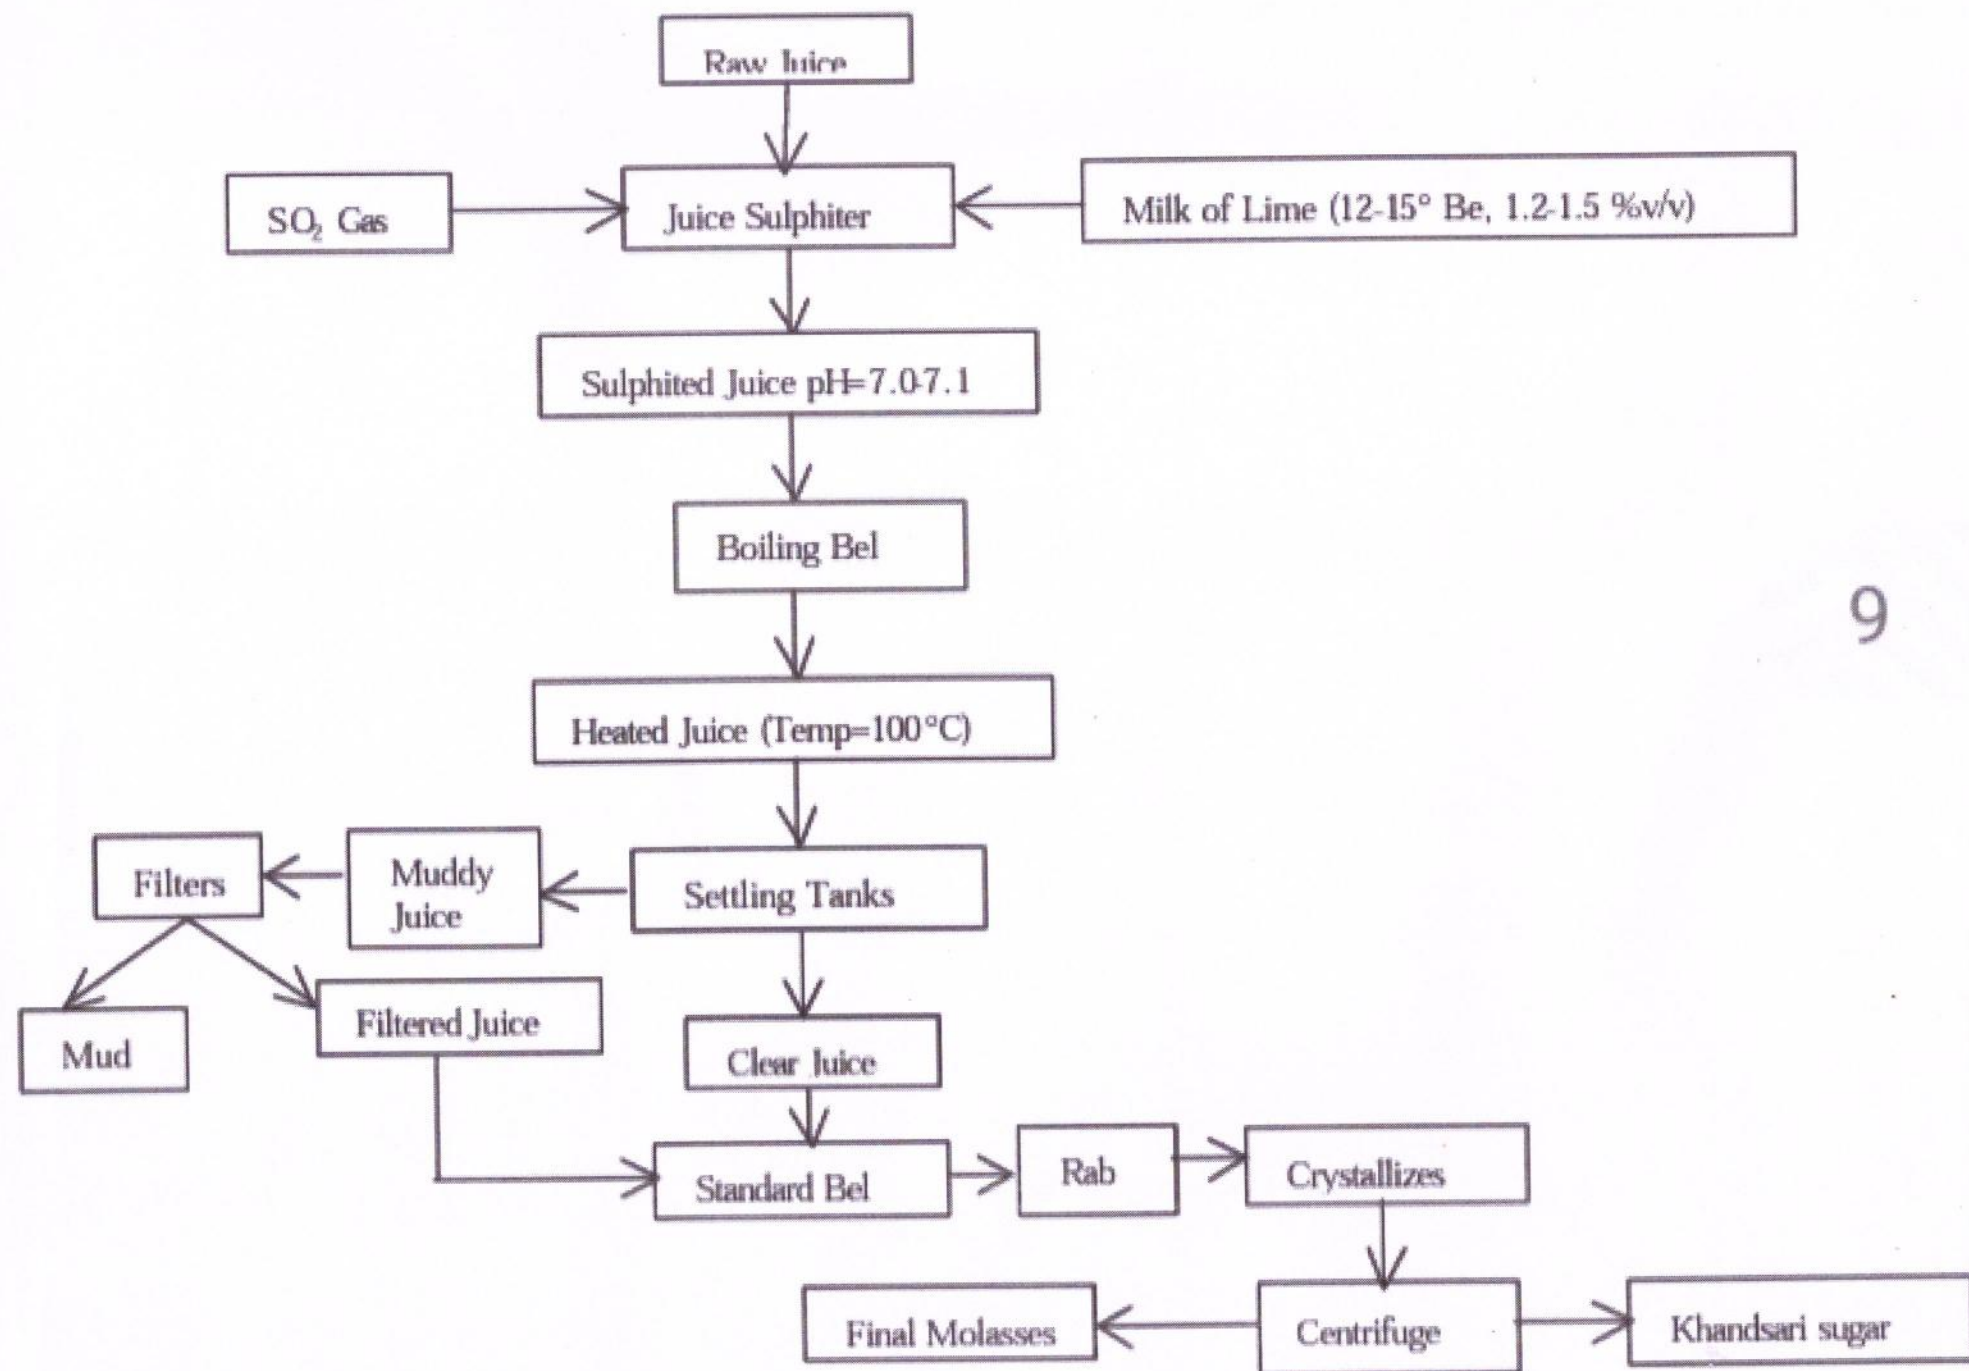 Raw Juice
SO₂ Gas
Juice Sulphiter
Milk of Lime (12-15° Be, 1.2-1.5 %v/v)
Sulphited Juice pH=7.0-7.1
Boiling Bel
9
Heated Juice (Temp=100°C)
Filters
Muddy
Juice
Settling Tanks
Mud
Filtered Juice
Clear Juice
Standard Bel
Rab
Crystallizes
Final Molasses
Centrifuge
Khandsari sugar